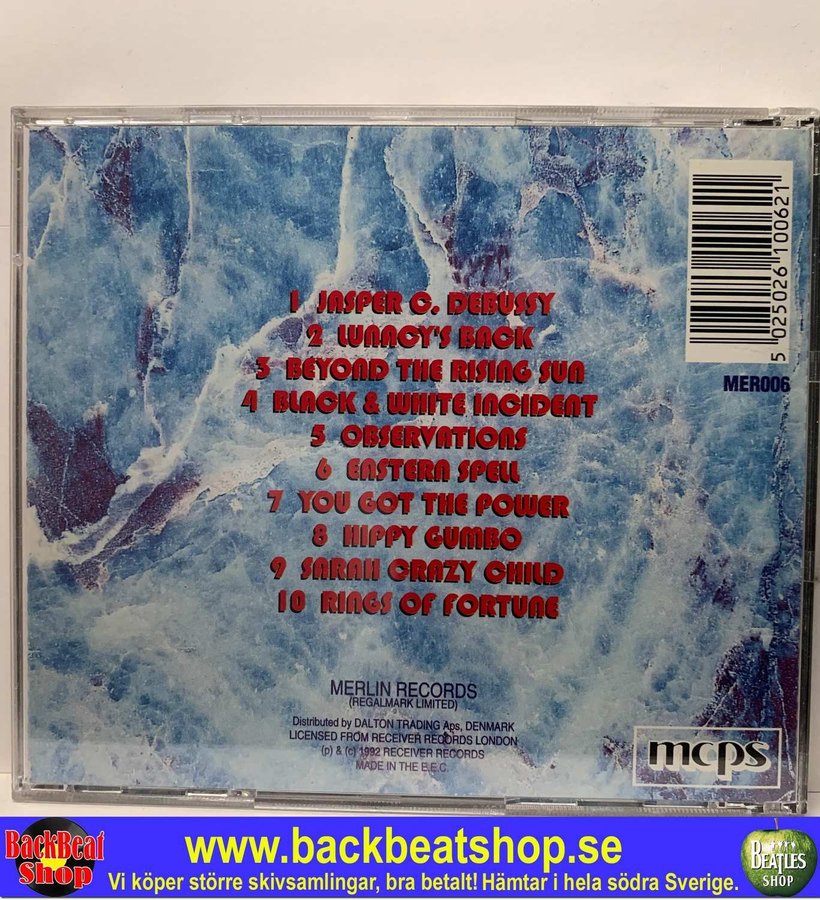 5 025026 100621
MER006
1 JASPER C. DEBUSSY
2 LUNACY'S BACK
3 BEYOND THE RISING SUN
4 BLACK & WHITE INCIDENT
5 OBSERVATIONS
6 EASTERN SPELL
7 YOU GOT THE POWER
8 HIPPY GUMBO
9 SARAH CRAZY CHILD
10 RINGS OF FORTUNE
MERLIN RECORDS
(REGALMARK LIMITED)
Distributed by DALTON TRADING Aps, DENMARK
LICENSED FROM RECEIVER RECORDS LONDON
(p) & (c) 1992 RECEIVER RECORDS
MADE IN THE E.E.C.
mcps
BackBeat
Shop
www.backbeatshop.se
Vi köper större skivsamlingar, bra betalt! Hämtar i hela södra Sverige.
BEATLES
SHOP